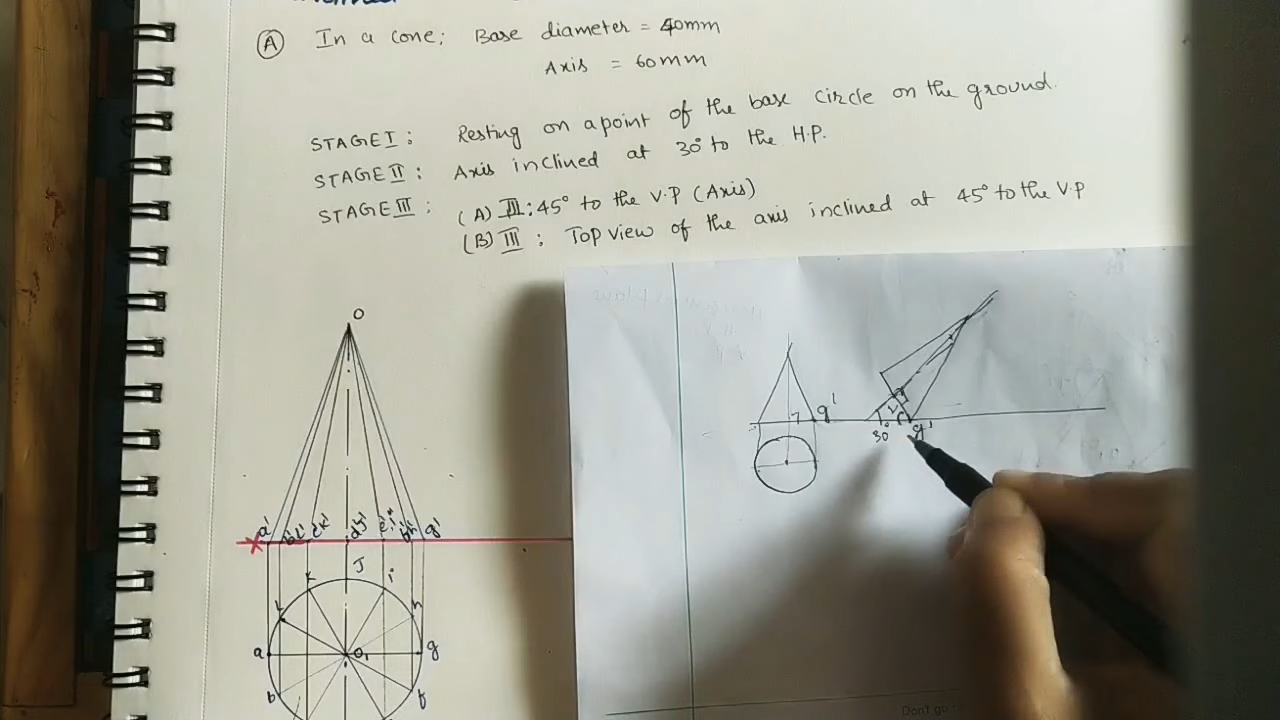 Ⓐ In a cone; Base diameter = 40mm
Axis = 60mm
STAGE I : Resting on a point of the base circle on the ground.
STAGE II : Axis inclined at 30° to the H.P.
STAGE III : (A) III : 45° to the V.P (Axis)
(B) III : Top view of the axis inclined at 45° to the V.P
O
g'
30° g'
X a' b'l' c'k' d'j' e'i' g'
J
k i
l h
a O₁ g
b f
Don't go